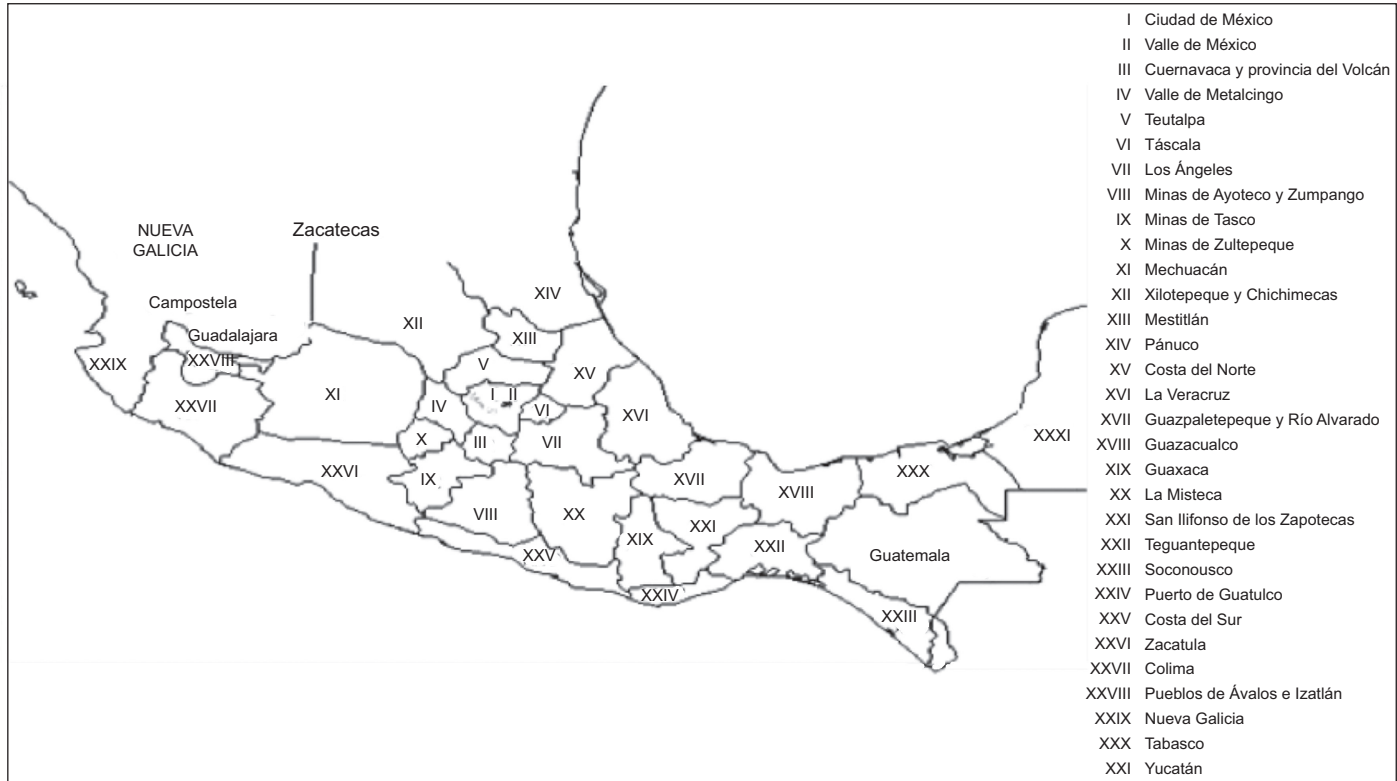 I Ciudad de México
II Valle de México
III Cuernavaca y provincia del Volcán
IV Valle de Metalcingo
V Teutalpa
VI Táscala
VII Los Ángeles
VIII Minas de Ayoteco y Zumpango
IX Minas de Tasco
X Minas de Zultepeque
XI Mechuacán
XII Xilotepeque y Chichimecas
XIII Mestitlán
XIV Pánuco
XV Costa del Norte
XVI La Veracruz
XVII Guazpaletepeque y Río Alvarado
XVIII Guazacualco
XIX Guaxaca
XX La Misteca
XXI San Ilifonso de los Zapotecas
XXII Teguantepeque
XXIII Soconousco
XXIV Puerto de Guatulco
XXV Costa del Sur
XXVI Zacatula
XXVII Colima
XXVIII Pueblos de Ávalos e Izatlán
XXIX Nueva Galicia
XXX Tabasco
XXI Yucatán
NUEVA
GALICIA
Zacatecas
Campostela
Guadalajara
XIV
XII
XIII
XXIX
XXVIII
V
XV
XI
I II
XXVII
IV
VI
XVI
X
III
VII
XXXI
XXVI
IX
XVII
XXX
XVIII
VIII
XX
XXI
XIX
XXII
XXV
Guatemala
XXIV
XXIII